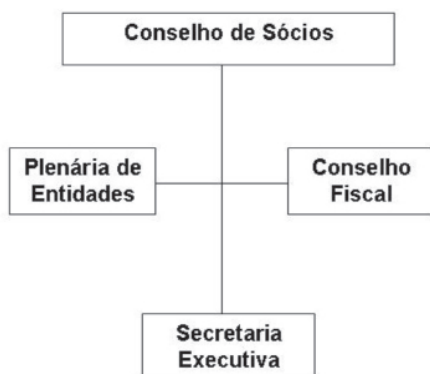 Conselho de Sócios
Plenária de
Entidades
Conselho
Fiscal
Secretaria
Executiva